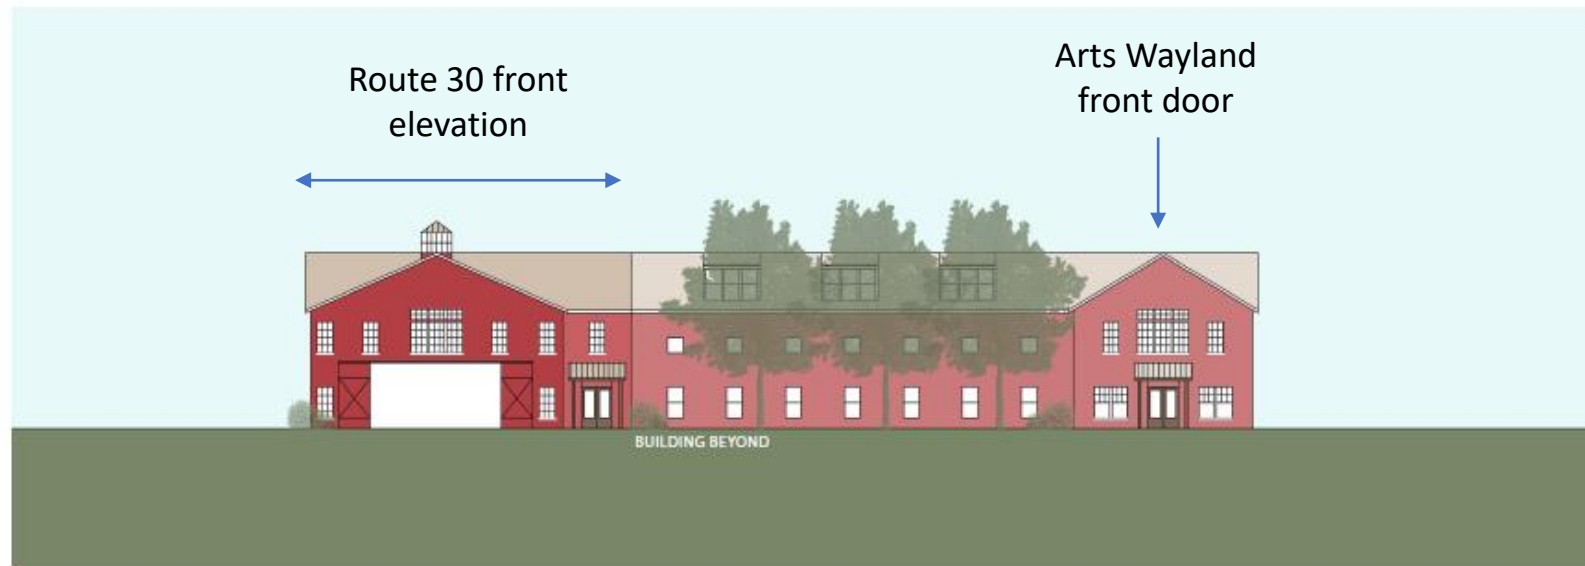 Route 30 front
elevation
Arts Wayland
front door
BUILDING BEYOND